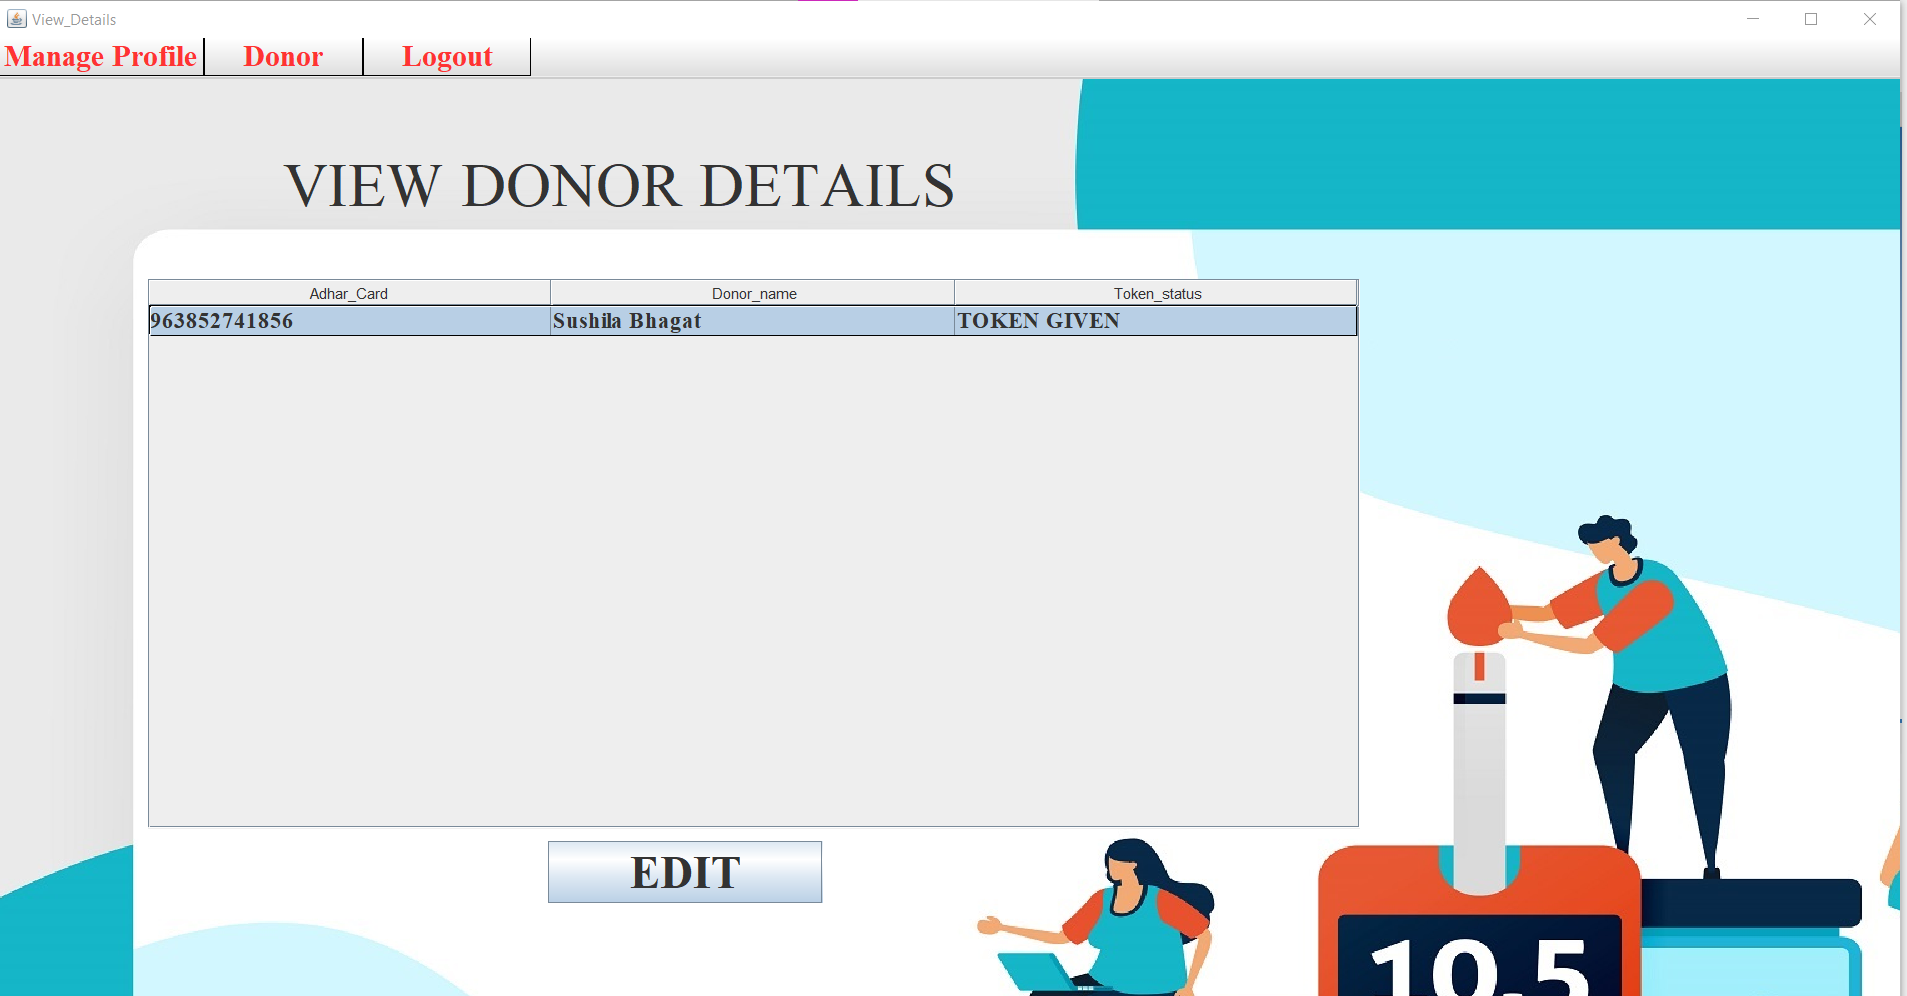 View_Details
Manage Profile Donor Logout
VIEW DONOR DETAILS
Adhar_Card Donor_name Token_status
963852741856 Sushila Bhagat TOKEN GIVEN
EDIT
10.5